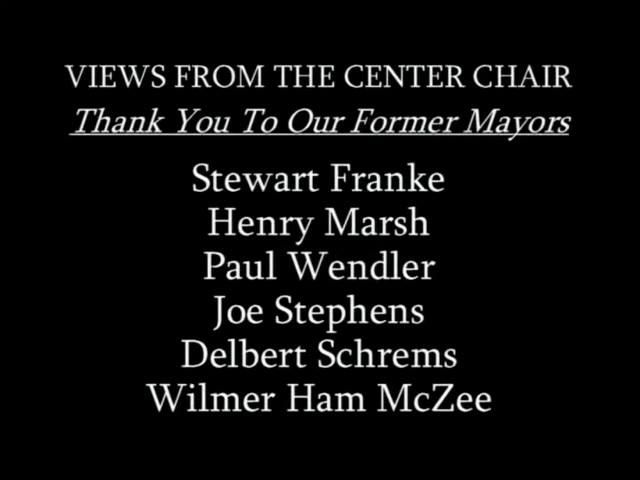 VIEWS FROM THE CENTER CHAIR
Thank You To Our Former Mayors
Stewart Franke
Henry Marsh
Paul Wendler
Joe Stephens
Delbert Schrems
Wilmer Ham McZee